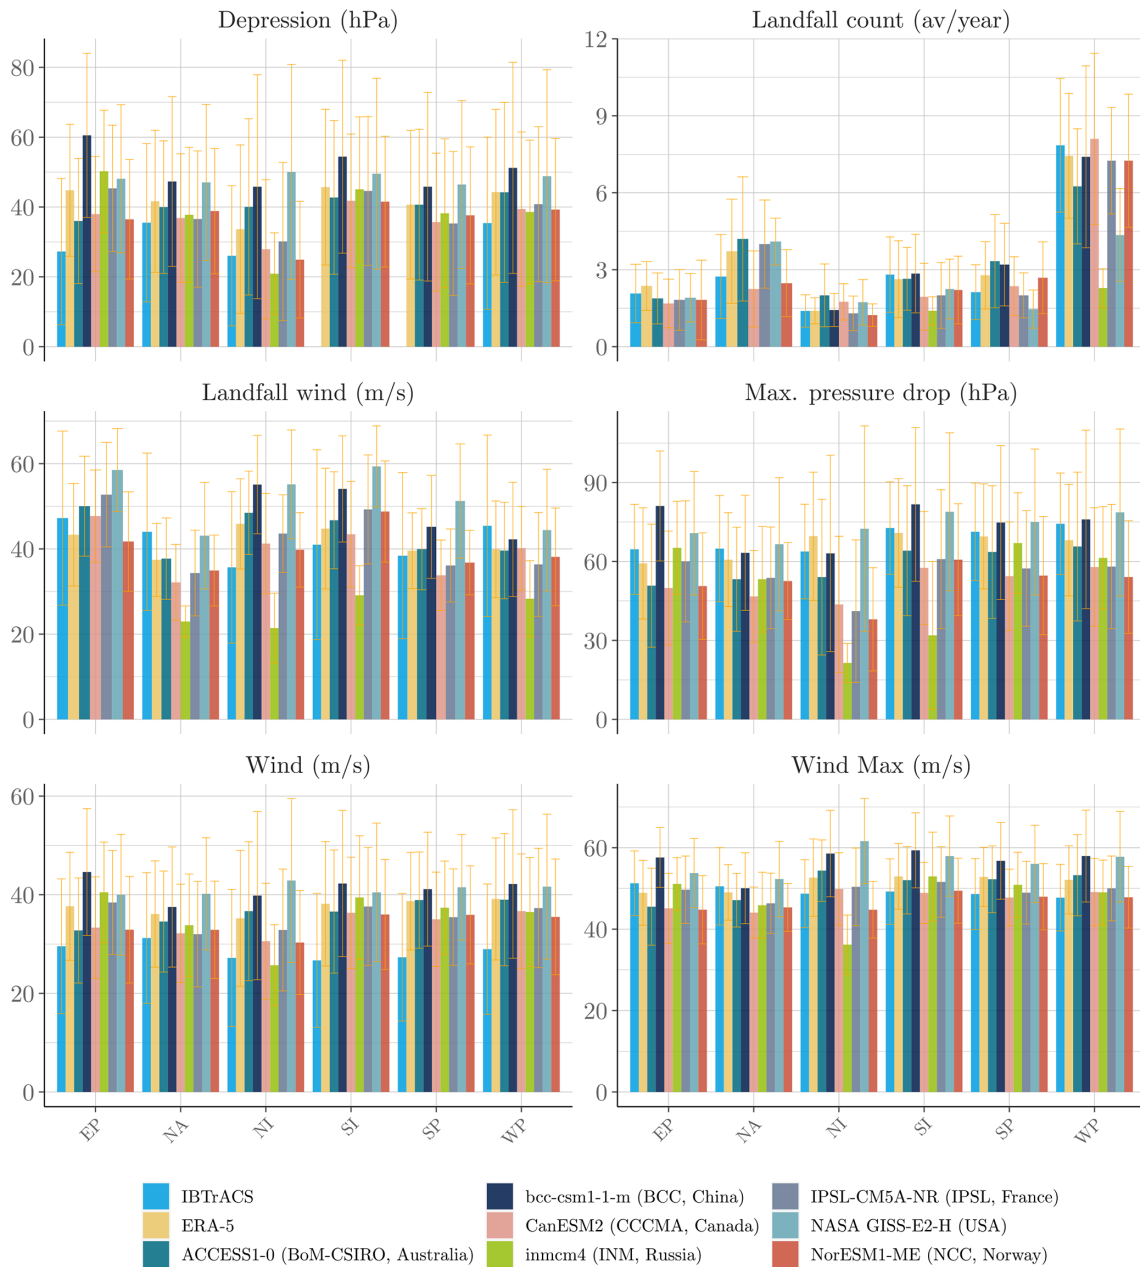 Depression (hPa)
Landfall count (av/year)
80
60
40
20
0
12
9
6
3
0
Landfall wind (m/s)
Max. pressure drop (hPa)
60
40
20
0
90
60
30
0
Wind (m/s)
Wind Max (m/s)
60
40
20
0
60
40
20
0
EP NA NI SI SP WP
EP NA NI SI SP WP
IBTrACS
ERA-5
ACCESS1-0 (BoM-CSIRO, Australia)
bcc-csm1-1-m (BCC, China)
CanESM2 (CCCMA, Canada)
inmcm4 (INM, Russia)
IPSL-CM5A-NR (IPSL, France)
NASA GISS-E2-H (USA)
NorESM1-ME (NCC, Norway)